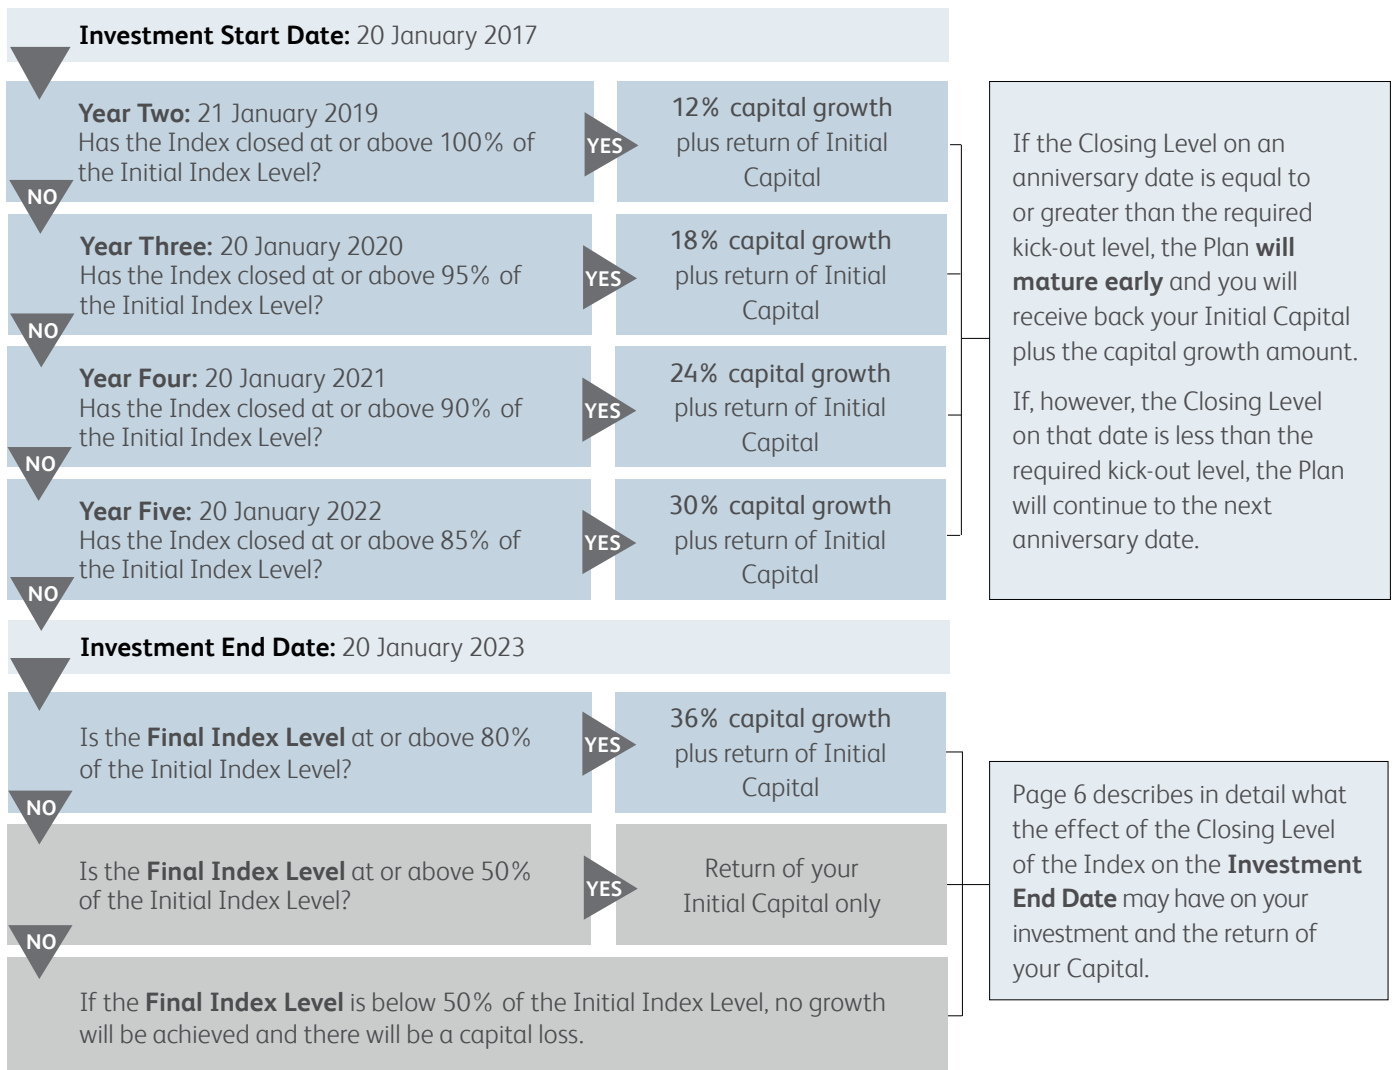 Investment Start Date: 20 January 2017
Year Two: 21 January 2019
Has the Index closed at or above 100% of
the Initial Index Level?
YES
12% capital growth
plus return of Initial
Capital
NO
Year Three: 20 January 2020
Has the Index closed at or above 95% of
the Initial Index Level?
YES
18% capital growth
plus return of Initial
Capital
NO
Year Four: 20 January 2021
Has the Index closed at or above 90% of
the Initial Index Level?
YES
24% capital growth
plus return of Initial
Capital
NO
Year Five: 20 January 2022
Has the Index closed at or above 85% of
the Initial Index Level?
YES
30% capital growth
plus return of Initial
Capital
NO
If the Closing Level on an
anniversary date is equal to
or greater than the required
kick-out level, the Plan will
mature early and you will
receive back your Initial Capital
plus the capital growth amount.
If, however, the Closing Level
on that date is less than the
required kick-out level, the Plan
will continue to the next
anniversary date.
Investment End Date: 20 January 2023
Is the Final Index Level at or above 80%
of the Initial Index Level?
YES
36% capital growth
plus return of Initial
Capital
NO
Is the Final Index Level at or above 50%
of the Initial Index Level?
YES
Return of your
Initial Capital only
NO
If the Final Index Level is below 50% of the Initial Index Level, no growth
will be achieved and there will be a capital loss.
Page 6 describes in detail what
the effect of the Closing Level
of the Index on the Investment
End Date may have on your
investment and the return of
your Capital.